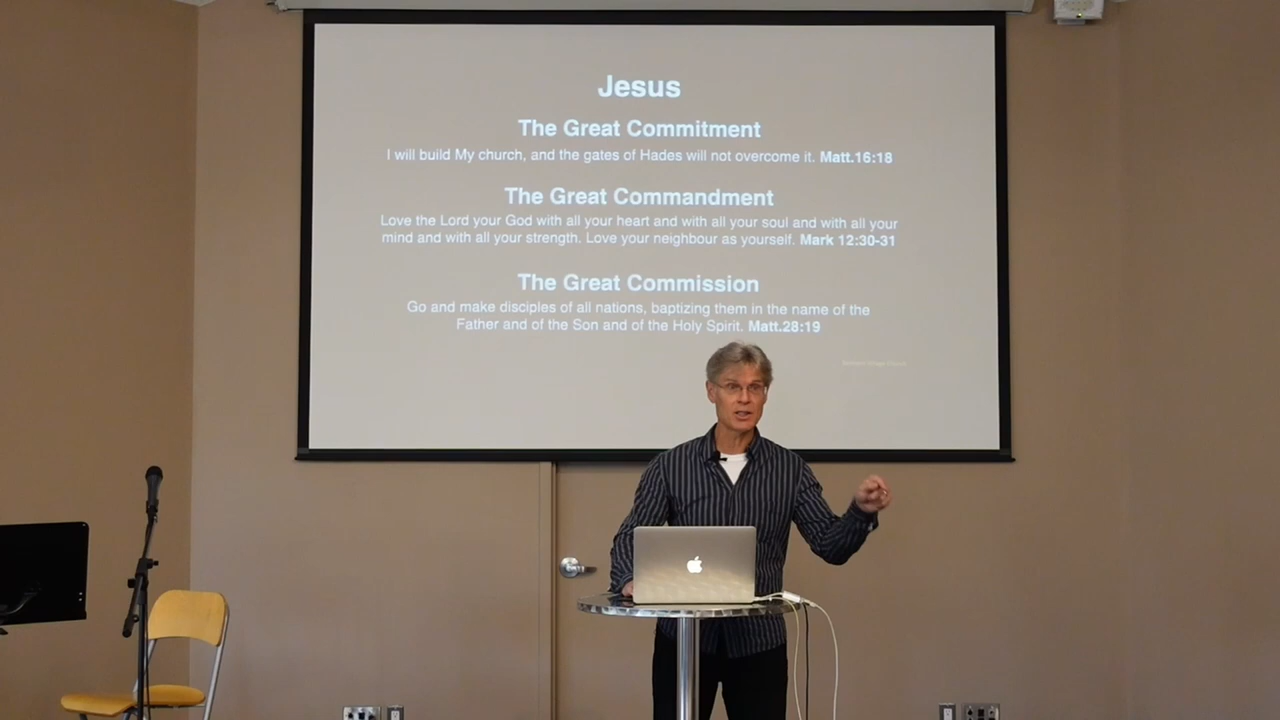 Jesus
The Great Commitment
I will build My church, and the gates of Hades will not overcome it. Matt.16:18
The Great Commandment
Love the Lord your God with all your heart and with all your soul and with all your
mind and with all your strength. Love your neighbour as yourself. Mark 12:30-31
The Great Commission
Go and make disciples of all nations, baptizing them in the name of the
Father and of the Son and of the Holy Spirit. Matt.28:19